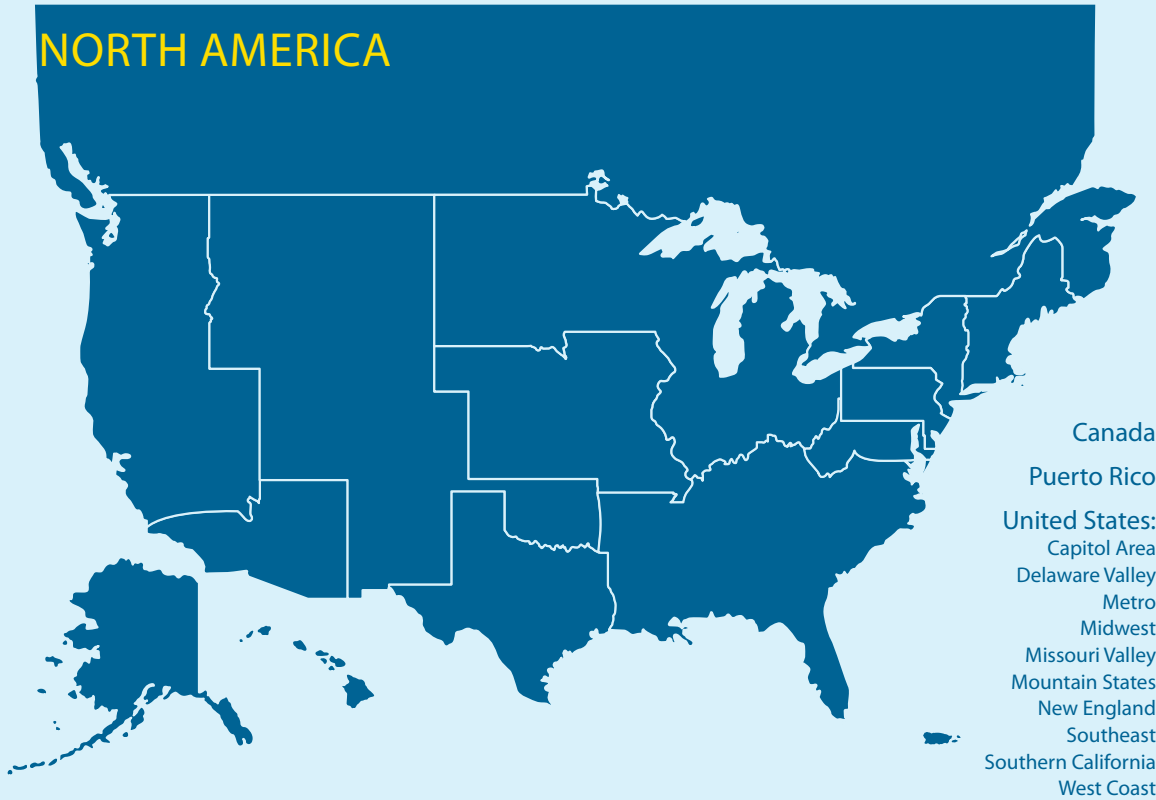 NORTH AMERICA
Canada
Puerto Rico
United States:
Capitol Area
Delaware Valley
Metro
Midwest
Missouri Valley
Mountain States
New England
Southeast
Southern California
West Coast